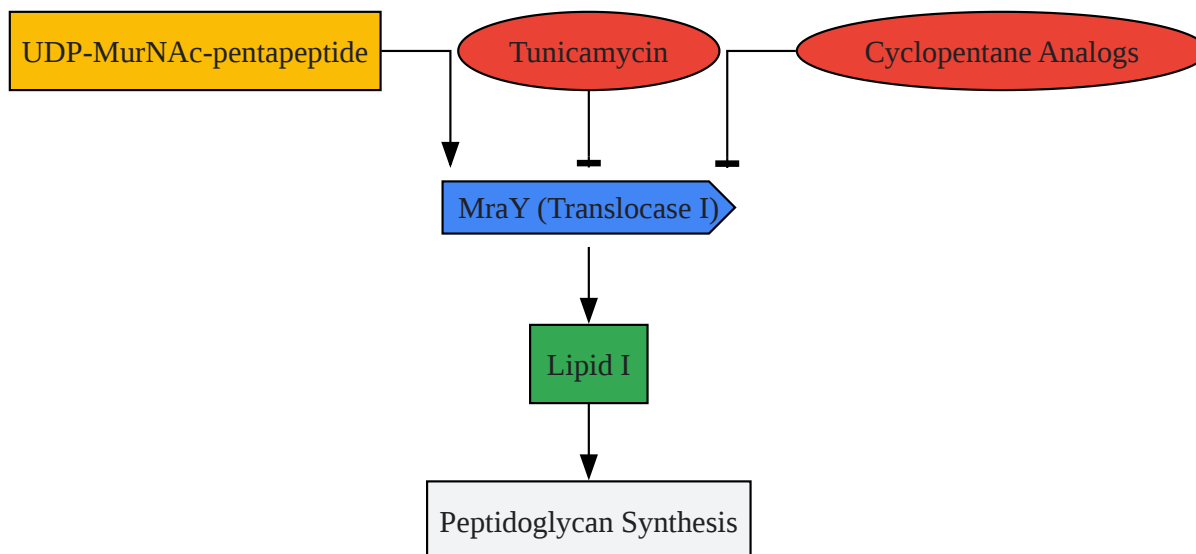 UDP-MurNAc-pentapeptide
Tunicamycin
Cyclopentane Analogs
MraY (Translocase I)
Lipid I
Peptidoglycan Synthesis